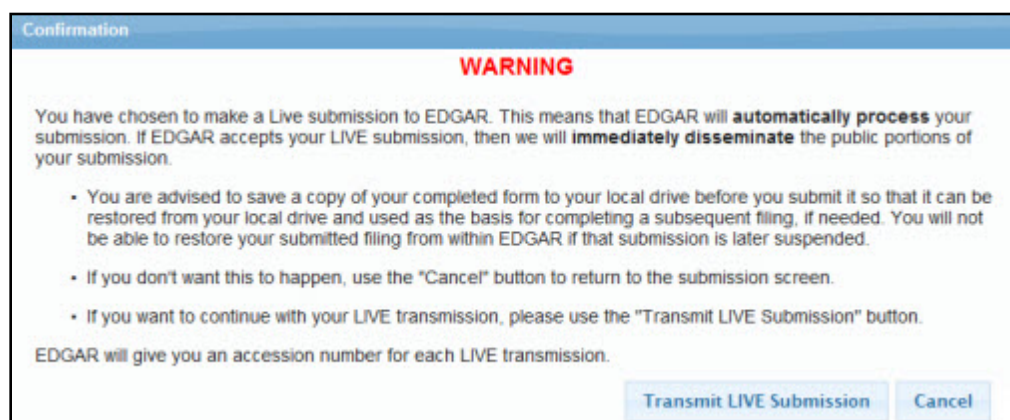 Confirmation
WARNING
You have chosen to make a Live submission to EDGAR. This means that EDGAR will automatically process your
submission. If EDGAR accepts your LIVE submission, then we will immediately disseminate the public portions of
your submission.
• You are advised to save a copy of your completed form to your local drive before you submit it so that it can be
restored from your local drive and used as the basis for completing a subsequent filing, if needed. You will not
be able to restore your submitted filing from within EDGAR if that submission is later suspended.
• If you don't want this to happen, use the "Cancel" button to return to the submission screen.
• If you want to continue with your LIVE transmission, please use the "Transmit LIVE Submission" button.
EDGAR will give you an accession number for each LIVE transmission.
Transmit LIVE Submission Cancel